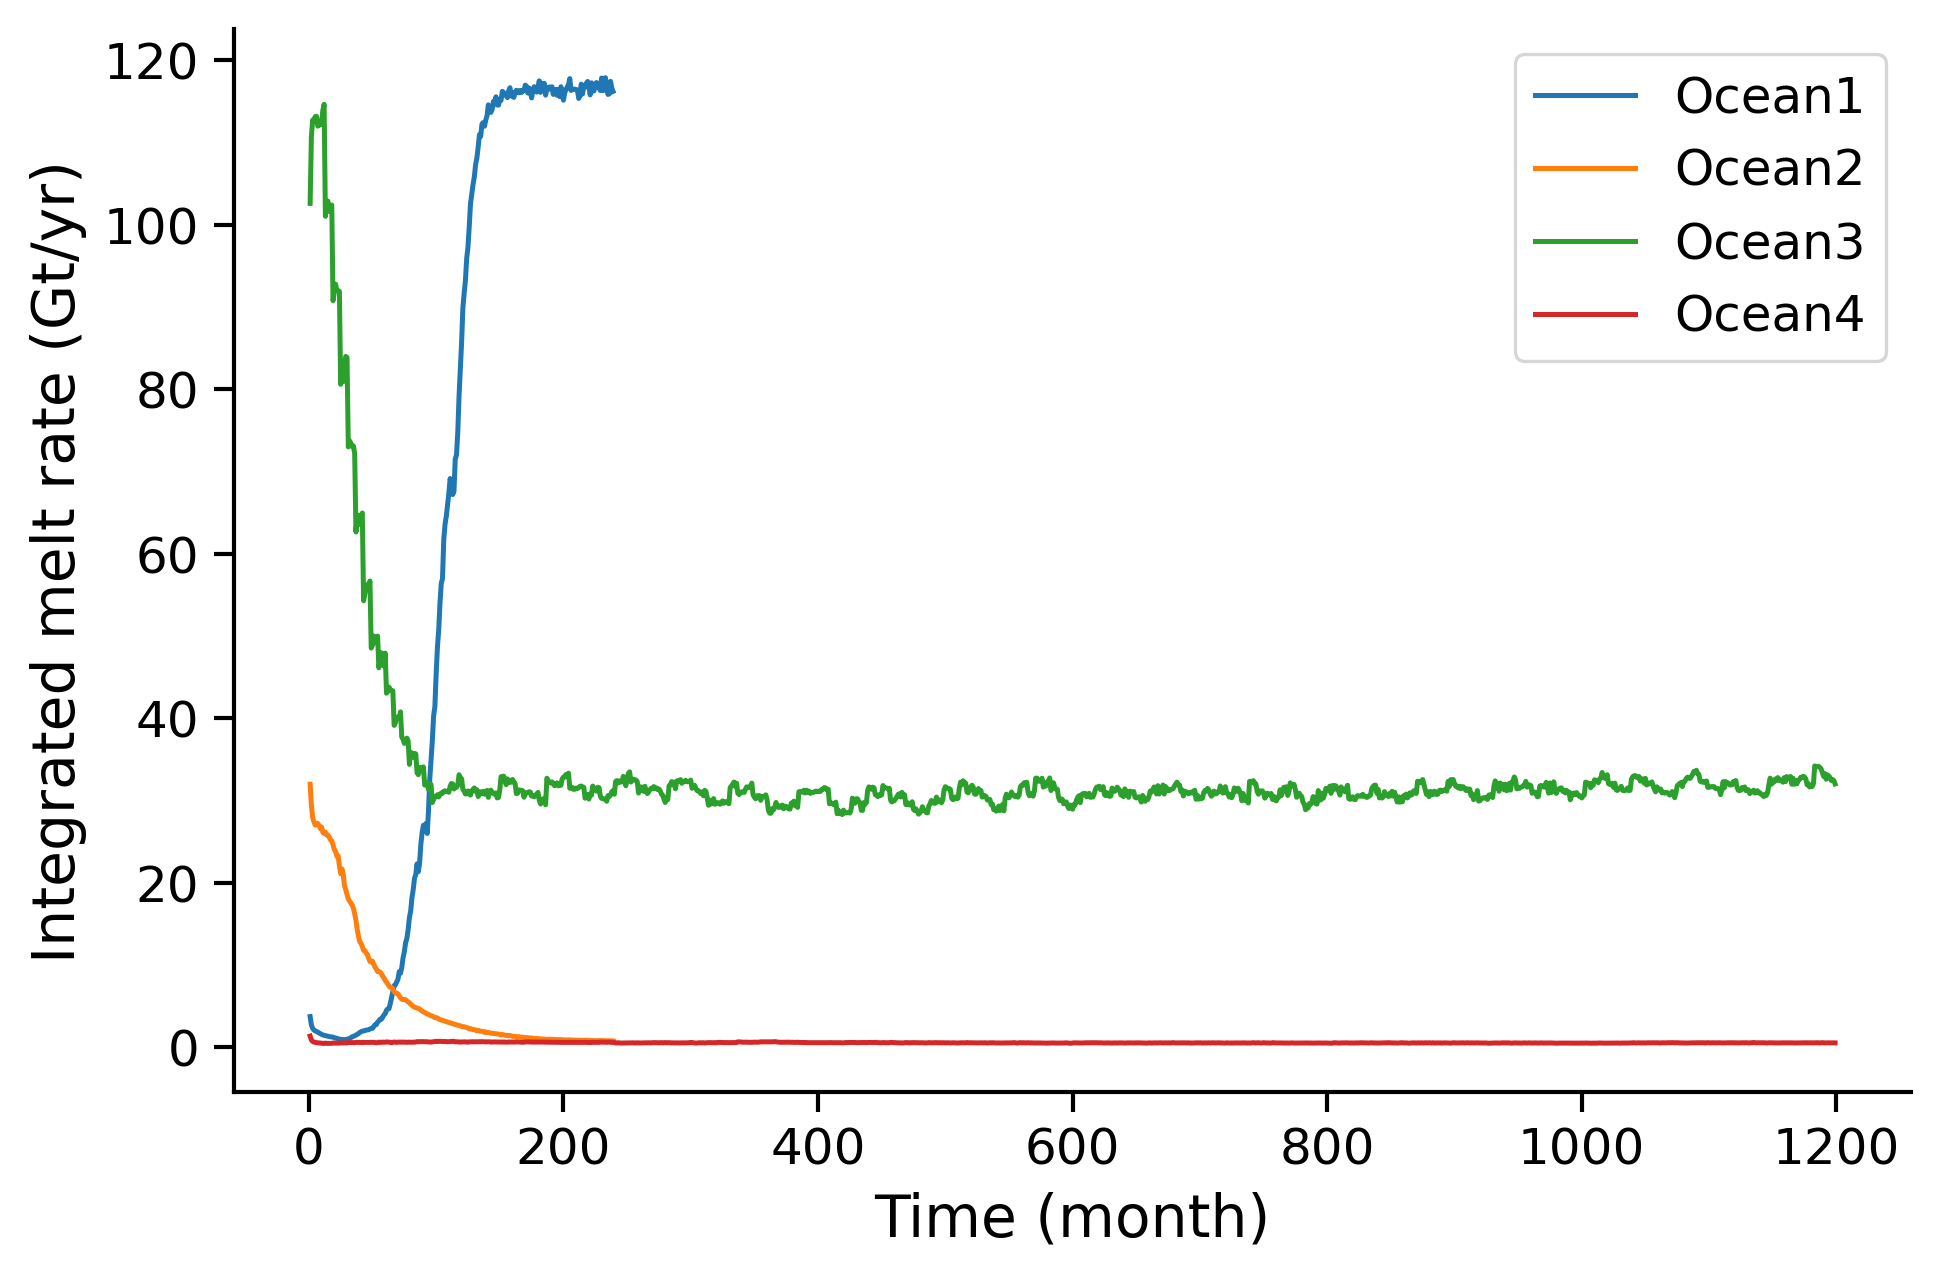 120
100
80
60
40
20
0
Integrated melt rate (Gt/yr)
Ocean1
Ocean2
Ocean3
Ocean4
0 200 400 600 800 1000 1200
Time (month)